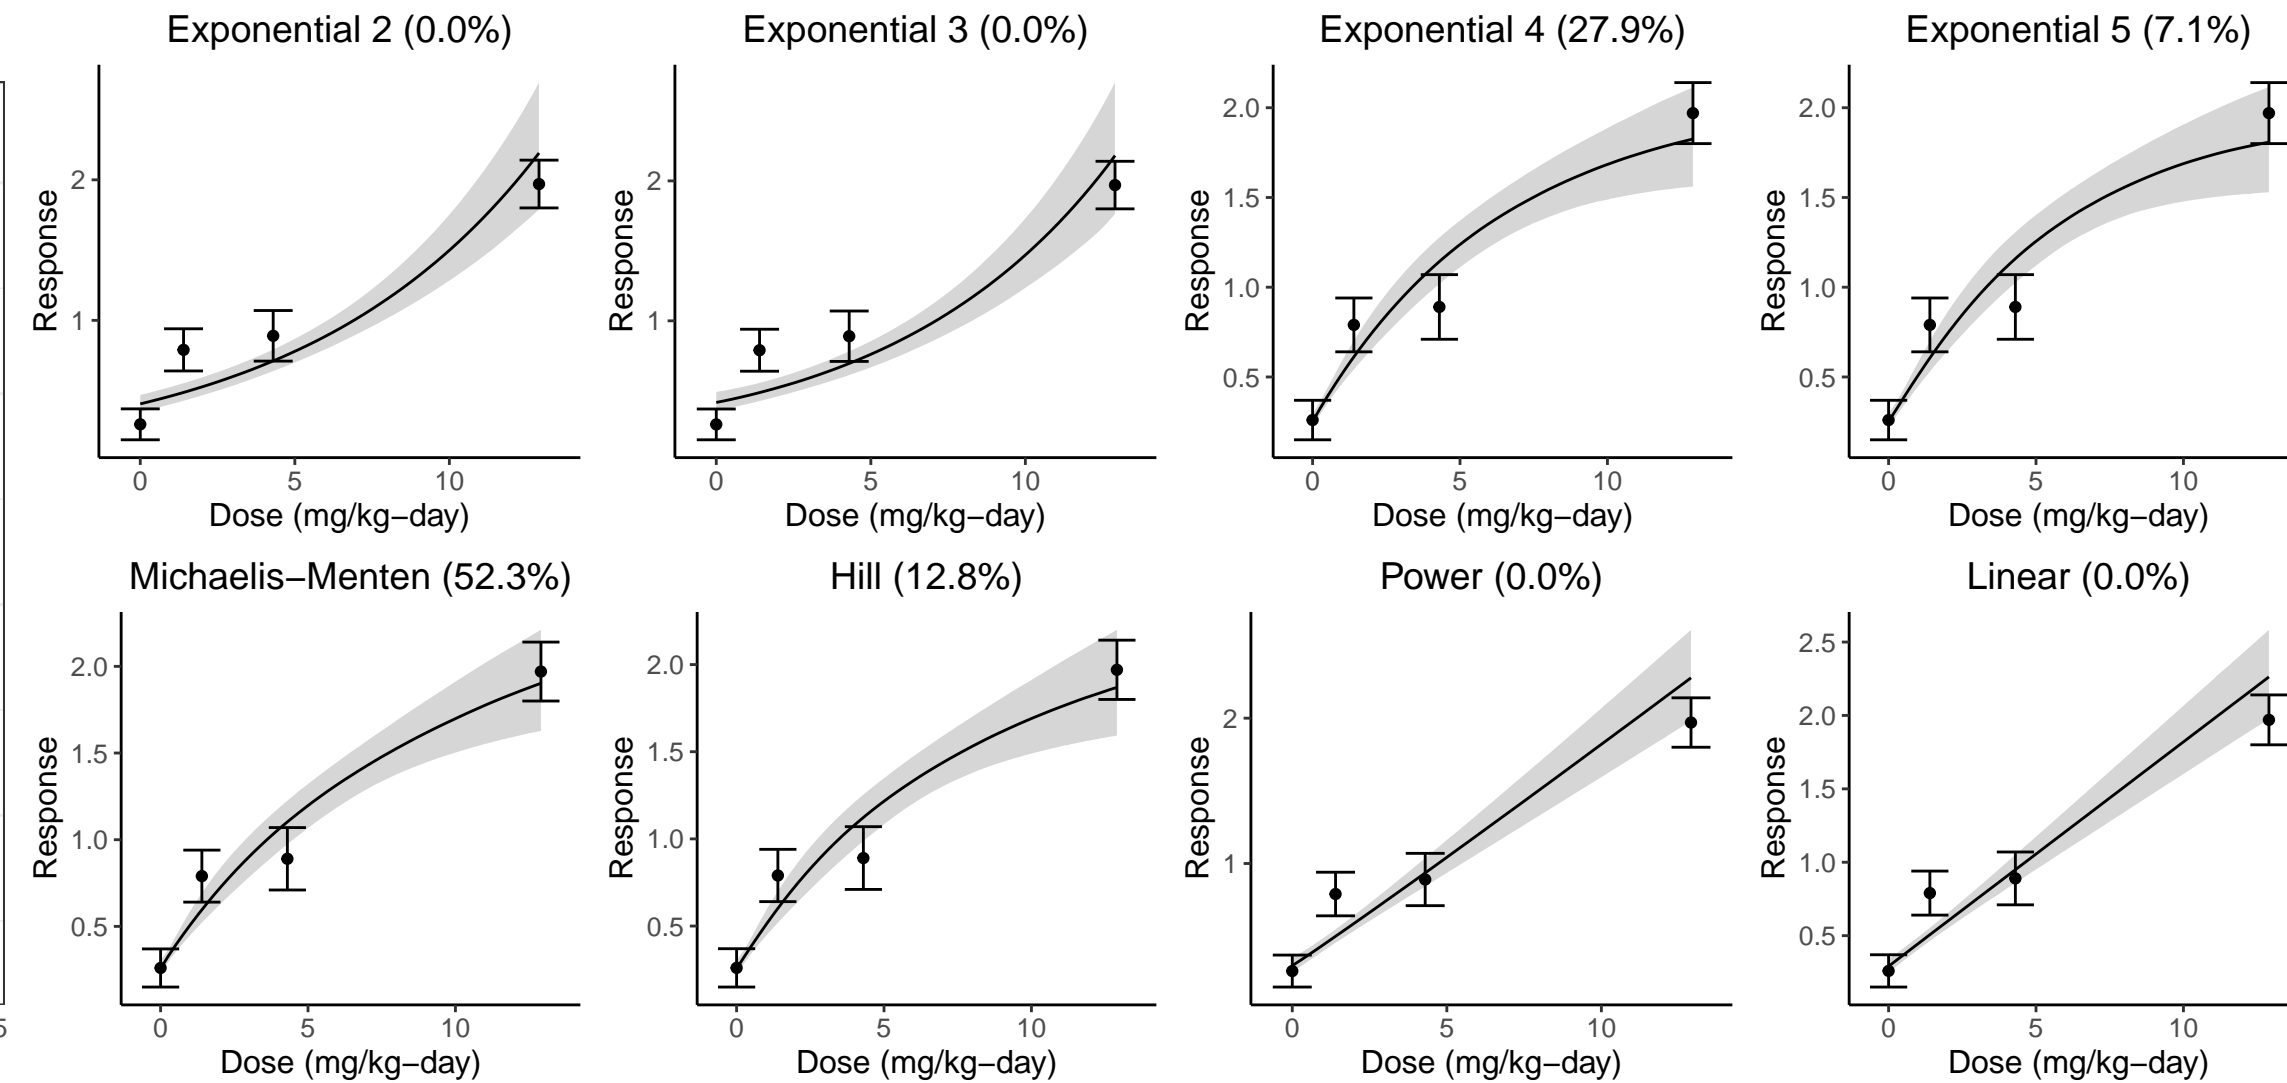 Exponential 2 (0.0%)
2
1
Response
0 5 10
Dose (mg/kg−day)
Exponential 3 (0.0%)
2
1
Response
0 5 10
Dose (mg/kg−day)
Exponential 4 (27.9%)
2.0
1.5
1.0
0.5
Response
0 5 10
Dose (mg/kg−day)
Exponential 5 (7.1%)
2.0
1.5
1.0
0.5
Response
0 5 10
Dose (mg/kg−day)
Michaelis−Menten (52.3%)
2.0
1.5
1.0
0.5
Response
0 5 10
Dose (mg/kg−day)
Hill (12.8%)
2.0
1.5
1.0
0.5
Response
0 5 10
Dose (mg/kg−day)
Power (0.0%)
2
1
Response
0 5 10
Dose (mg/kg−day)
Linear (0.0%)
2.5
2.0
1.5
1.0
0.5
Response
0 5 10
Dose (mg/kg−day)